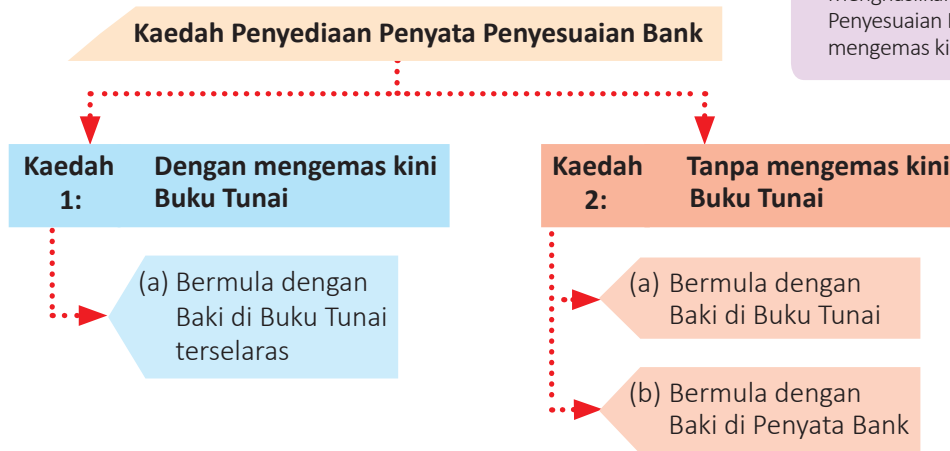 Kaedah Penyediaan Penyata Penyesuaian Bank
Penyesuaian
mengemas
Kaedah
1:
Dengan mengemas kini
Buku Tunai
(a) Bermula dengan
Baki di Buku Tunai
terselaras
Kaedah
2:
Tanpa mengemas kini
Buku Tunai
(a) Bermula dengan
Baki di Buku Tunai
(b) Bermula dengan
Baki di Penyata Bank